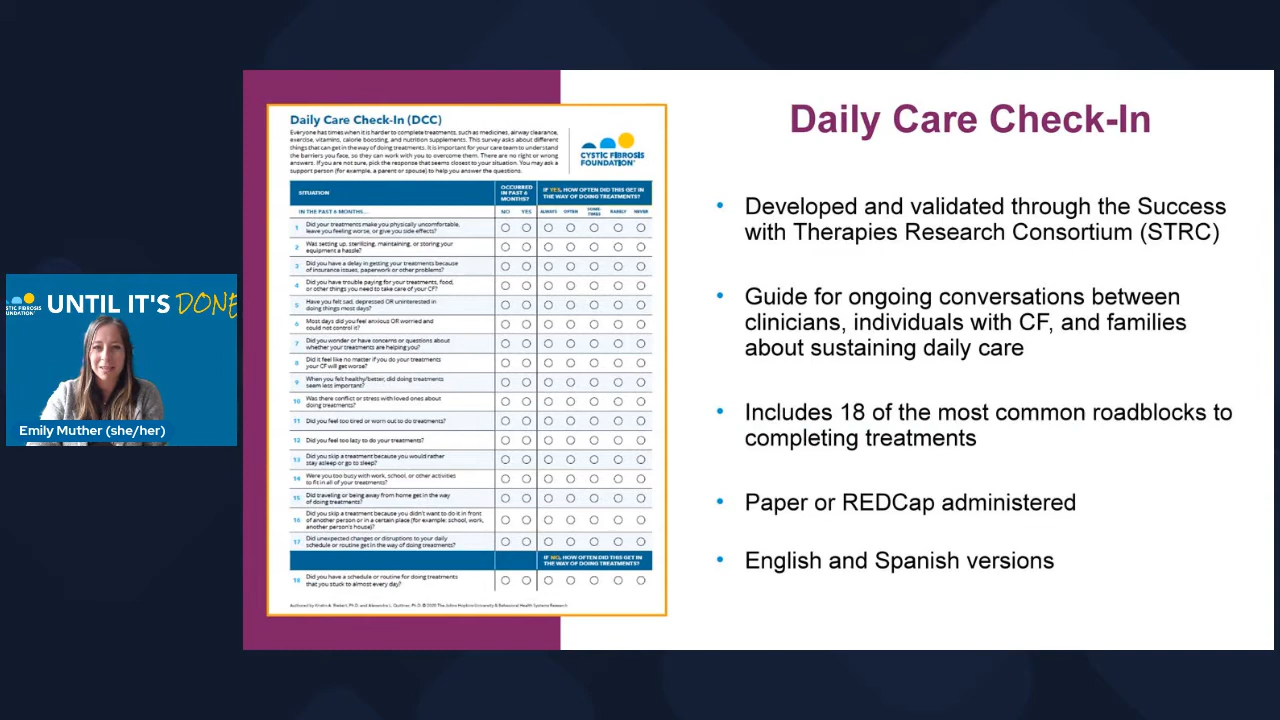 Daily Care Check-In (DCC)
Everyone has times when it is harder to complete treatments, such as medicines, airway clearance,
exercise, vitamins, calorie boosting, and nutrition supplements. This survey asks about different
things that can get in the way of doing treatments. It is important for your care team to understand
the barriers you face, so they can work with you to overcome them. There are no right or wrong
answers. If you are not sure, pick the response that seems closest to your situation. You may ask a
support person (for example, a parent or spouse) to help you answer the questions.
CYSTIC FIBROSIS
FOUNDATION
SITUATION
OCCURRED
IN PAST 6
MONTHS?
IF YES, HOW OFTEN DID THIS GET IN
THE WAY OF DOING TREATMENTS?
IN THE PAST 6 MONTHS...
NO YES ALWAYS OFTEN SOME-TIMES RARELY NEVER
1 Did your treatments make you physically uncomfortable,
leave you feeling worse, or give you side effects?
2 Was setting up, sterilizing, maintaining, or storing your
equipment a hassle?
3 Did you have a delay in getting your treatments because
of insurance issues, paperwork or other problems?
4 Did you have trouble paying for your treatments, food,
or other things you need to take care of your CF?
5 Have you felt sad, depressed OR uninterested in
doing things most days?
6 Most days did you feel anxious OR worried and
could not control it?
7 Did you wonder or have concerns or questions about
whether your treatments are helping you?
8 Did it feel like no matter if you do your treatments
your CF will get worse?
9 When you felt healthy/better, did doing treatments
seem less important?
10 Was there conflict or stress with loved ones about
doing treatments?
11 Did you feel too tired or worn out to do treatments?
12 Did you feel too lazy to do your treatments?
13 Did you skip a treatment because you would rather
stay asleep or go to sleep?
14 Were you too busy with work, school, or other activities
to fit in all of your treatments?
15 Did traveling or being away from home get in the way
of doing treatments?
16 Did you skip a treatment because you didn't want to do it in front
of another person or in a certain place (for example: school, work,
another person's house)?
17 Did unexpected changes or disruptions to your daily
schedule or routine get in the way of doing treatments?
IF NO, HOW OFTEN DID THIS GET IN
THE WAY OF DOING TREATMENTS?
18 Did you have a schedule or routine for doing treatments
that you stuck to almost every day?
Authored by Kristin A. Riekert, Ph.D. and Alexandra L. Quittner, Ph.D. © 2020 The Johns Hopkins University & Behavioral Health Systems Research
Daily Care Check-In
• Developed and validated through the Success
with Therapies Research Consortium (STRC)
• Guide for ongoing conversations between
clinicians, individuals with CF, and families
about sustaining daily care
• Includes 18 of the most common roadblocks to
completing treatments
• Paper or REDCap administered
• English and Spanish versions
UNTIL IT'S DONE
Emily Muther (she/her)